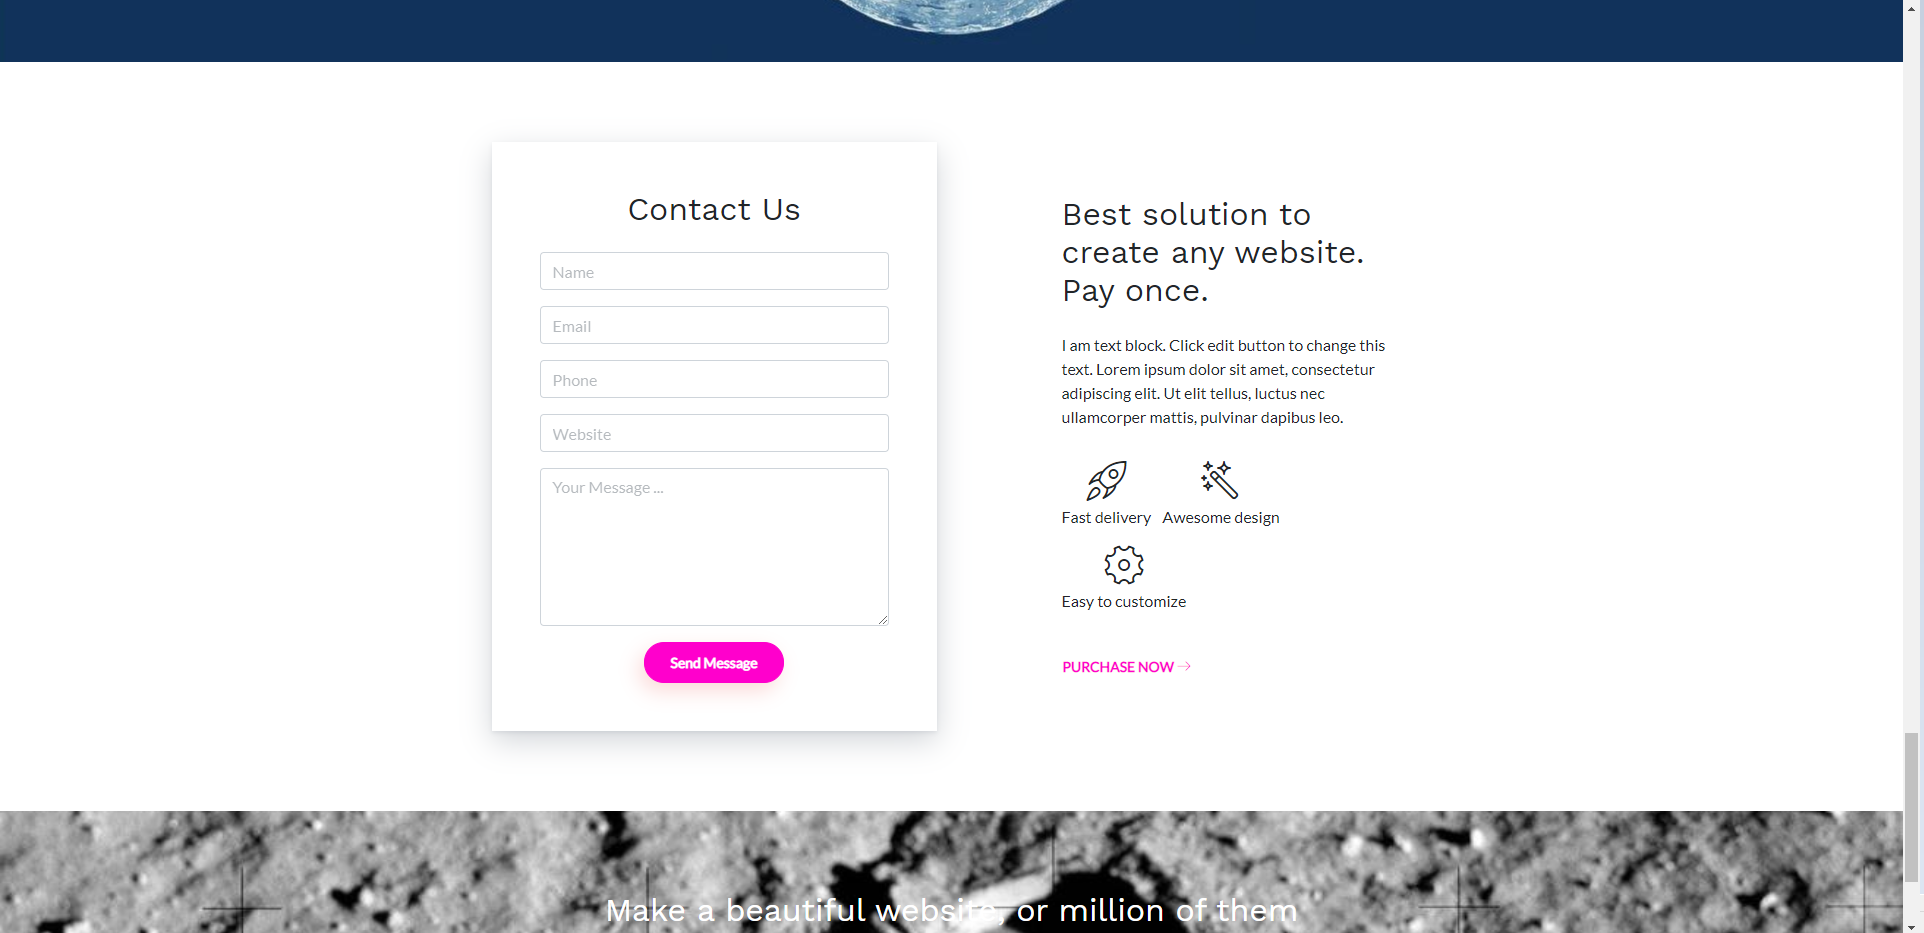 Contact Us
Name
Email
Phone
Website
Your Message ...
Send Message
Best solution to
create any website.
Pay once.
I am text block. Click edit button to change this
text. Lorem ipsum dolor sit amet, consectetur
adipiscing elit. Ut elit tellus, luctus nec
ullamcorper mattis, pulvinar dapibus leo.
Fast delivery
Awesome design
Easy to customize
PURCHASE NOW
Make a beautiful website, or million of them